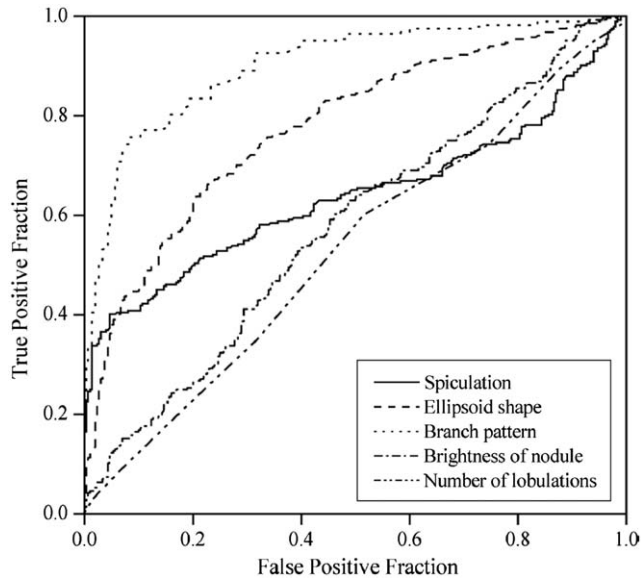 1.0
0.8
0.6
0.4
0.2
0.0
True Positive Fraction
Spiculation
Ellipsoid shape
Branch pattern
Brightness of nodule
Number of lobulations
0.0 0.2 0.4 0.6 0.8 1.0
False Positive Fraction